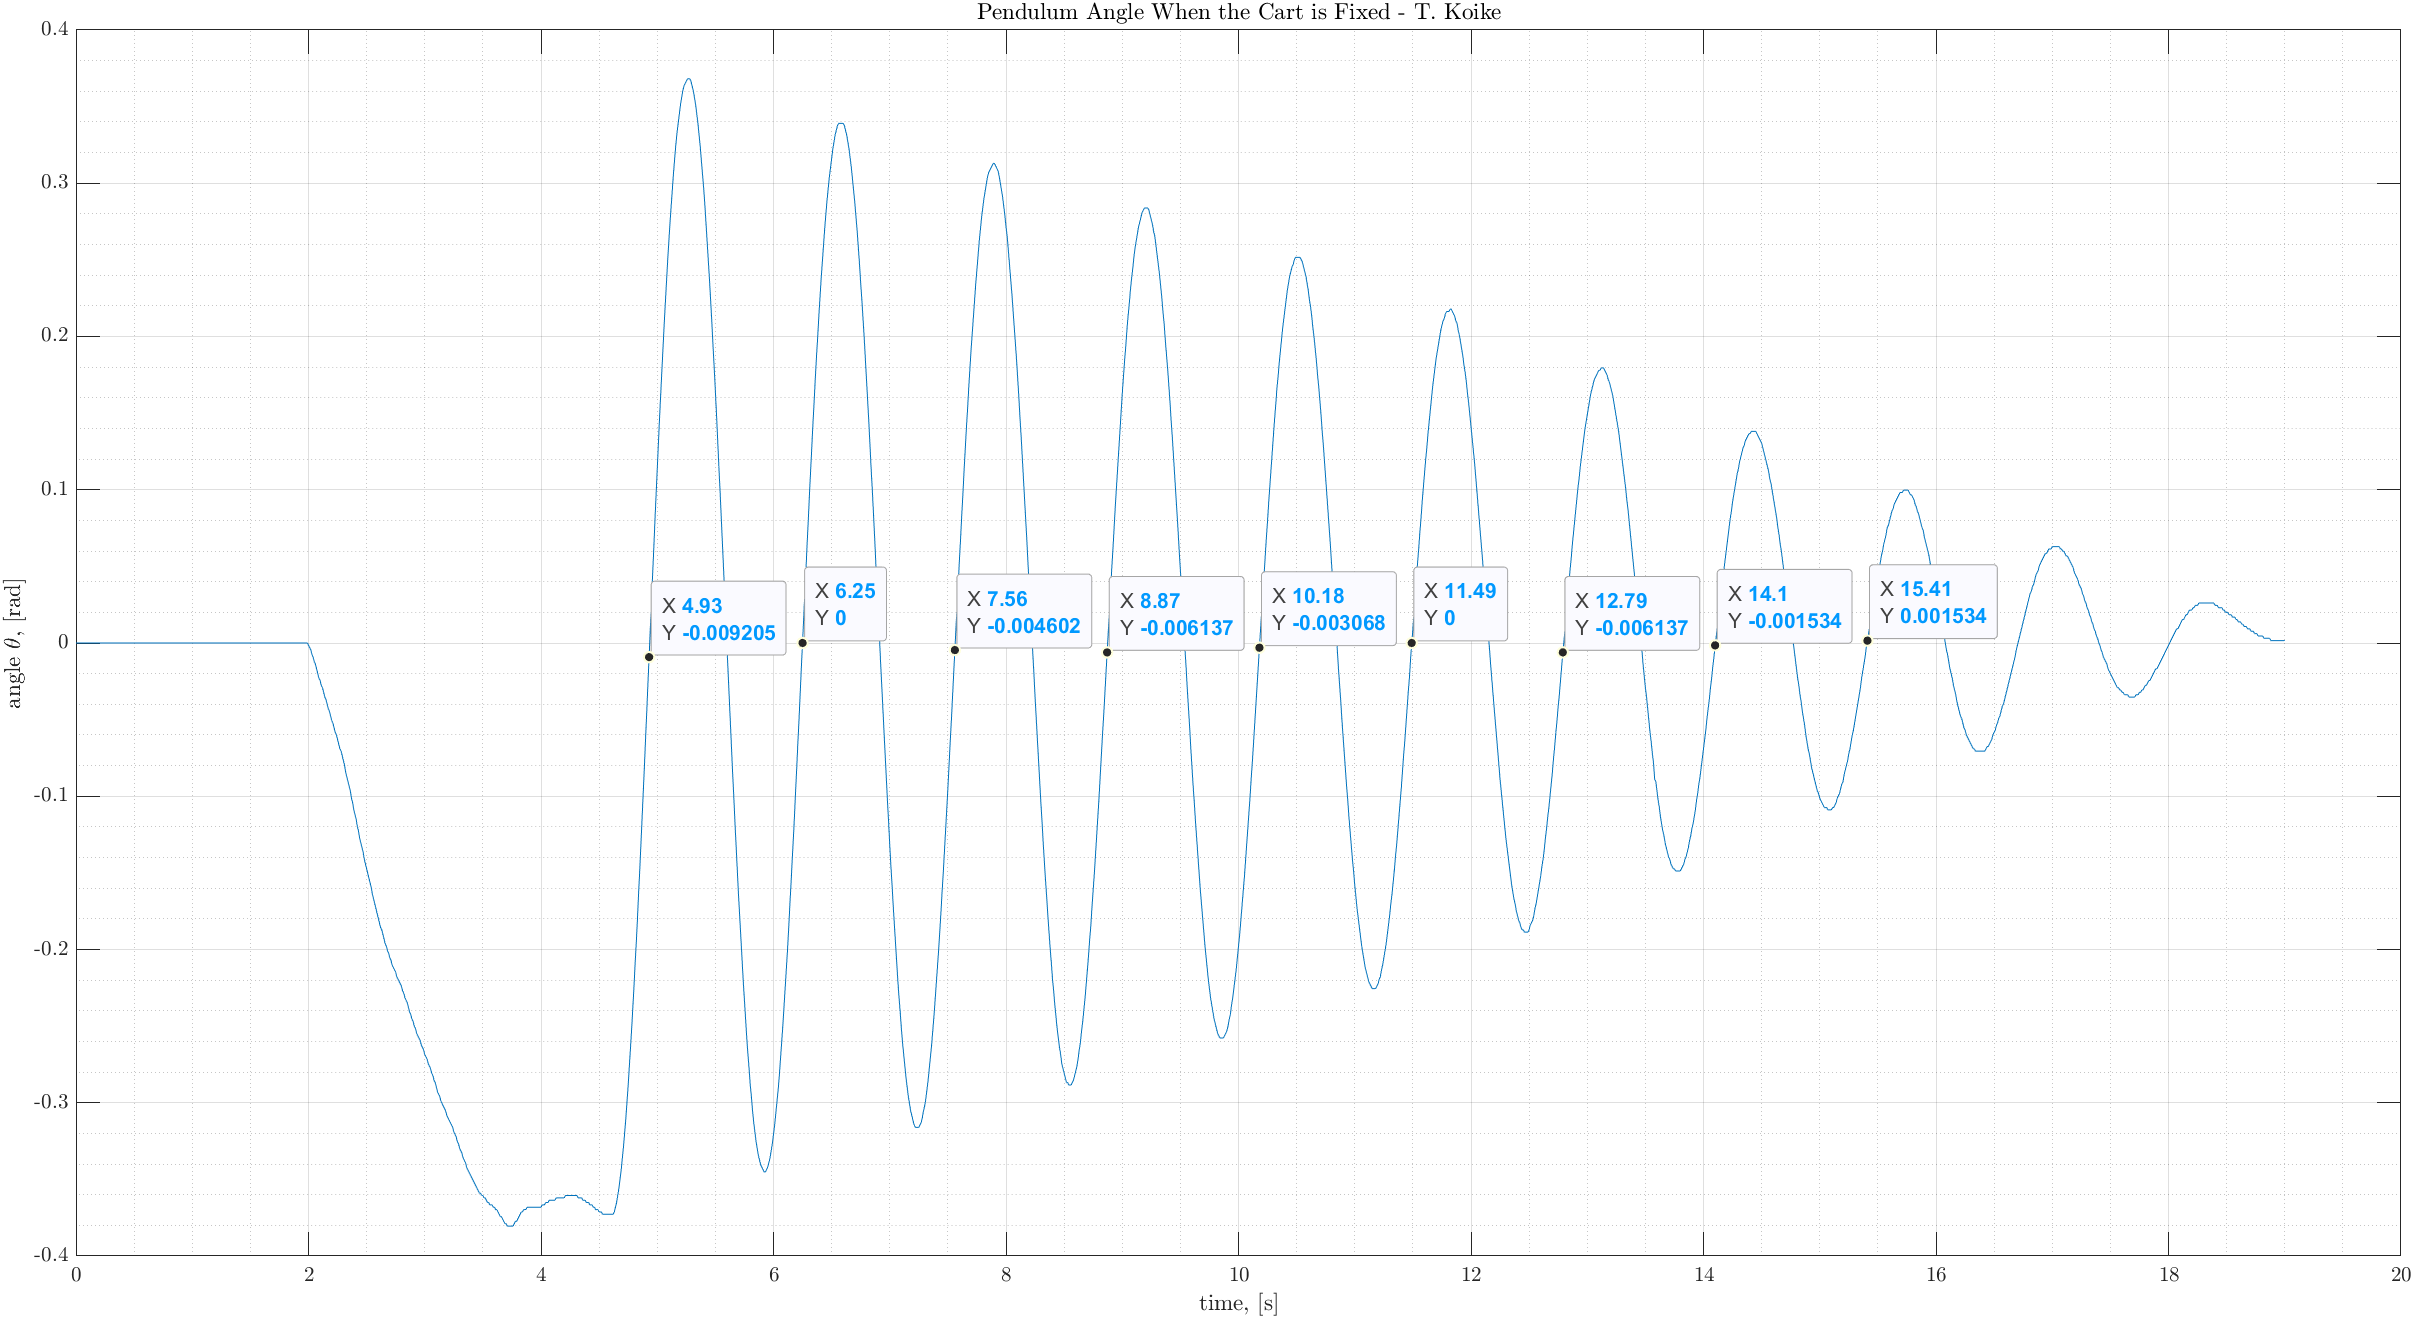 Pendulum Angle When the Cart is Fixed - T. Koike
0.4
0.3
0.2
0.1
0
-0.1
-0.2
-0.3
-0.4
angle θ, [rad]
X 4.93
Y -0.009205
X 6.25
Y 0
X 7.56
Y -0.004602
X 8.87
Y -0.006137
X 10.18
Y -0.003068
X 11.49
Y 0
X 12.79
Y -0.006137
X 14.1
Y -0.001534
X 15.41
Y 0.001534
0 2 4 6 8 10 12 14 16 18 20
time, [s]